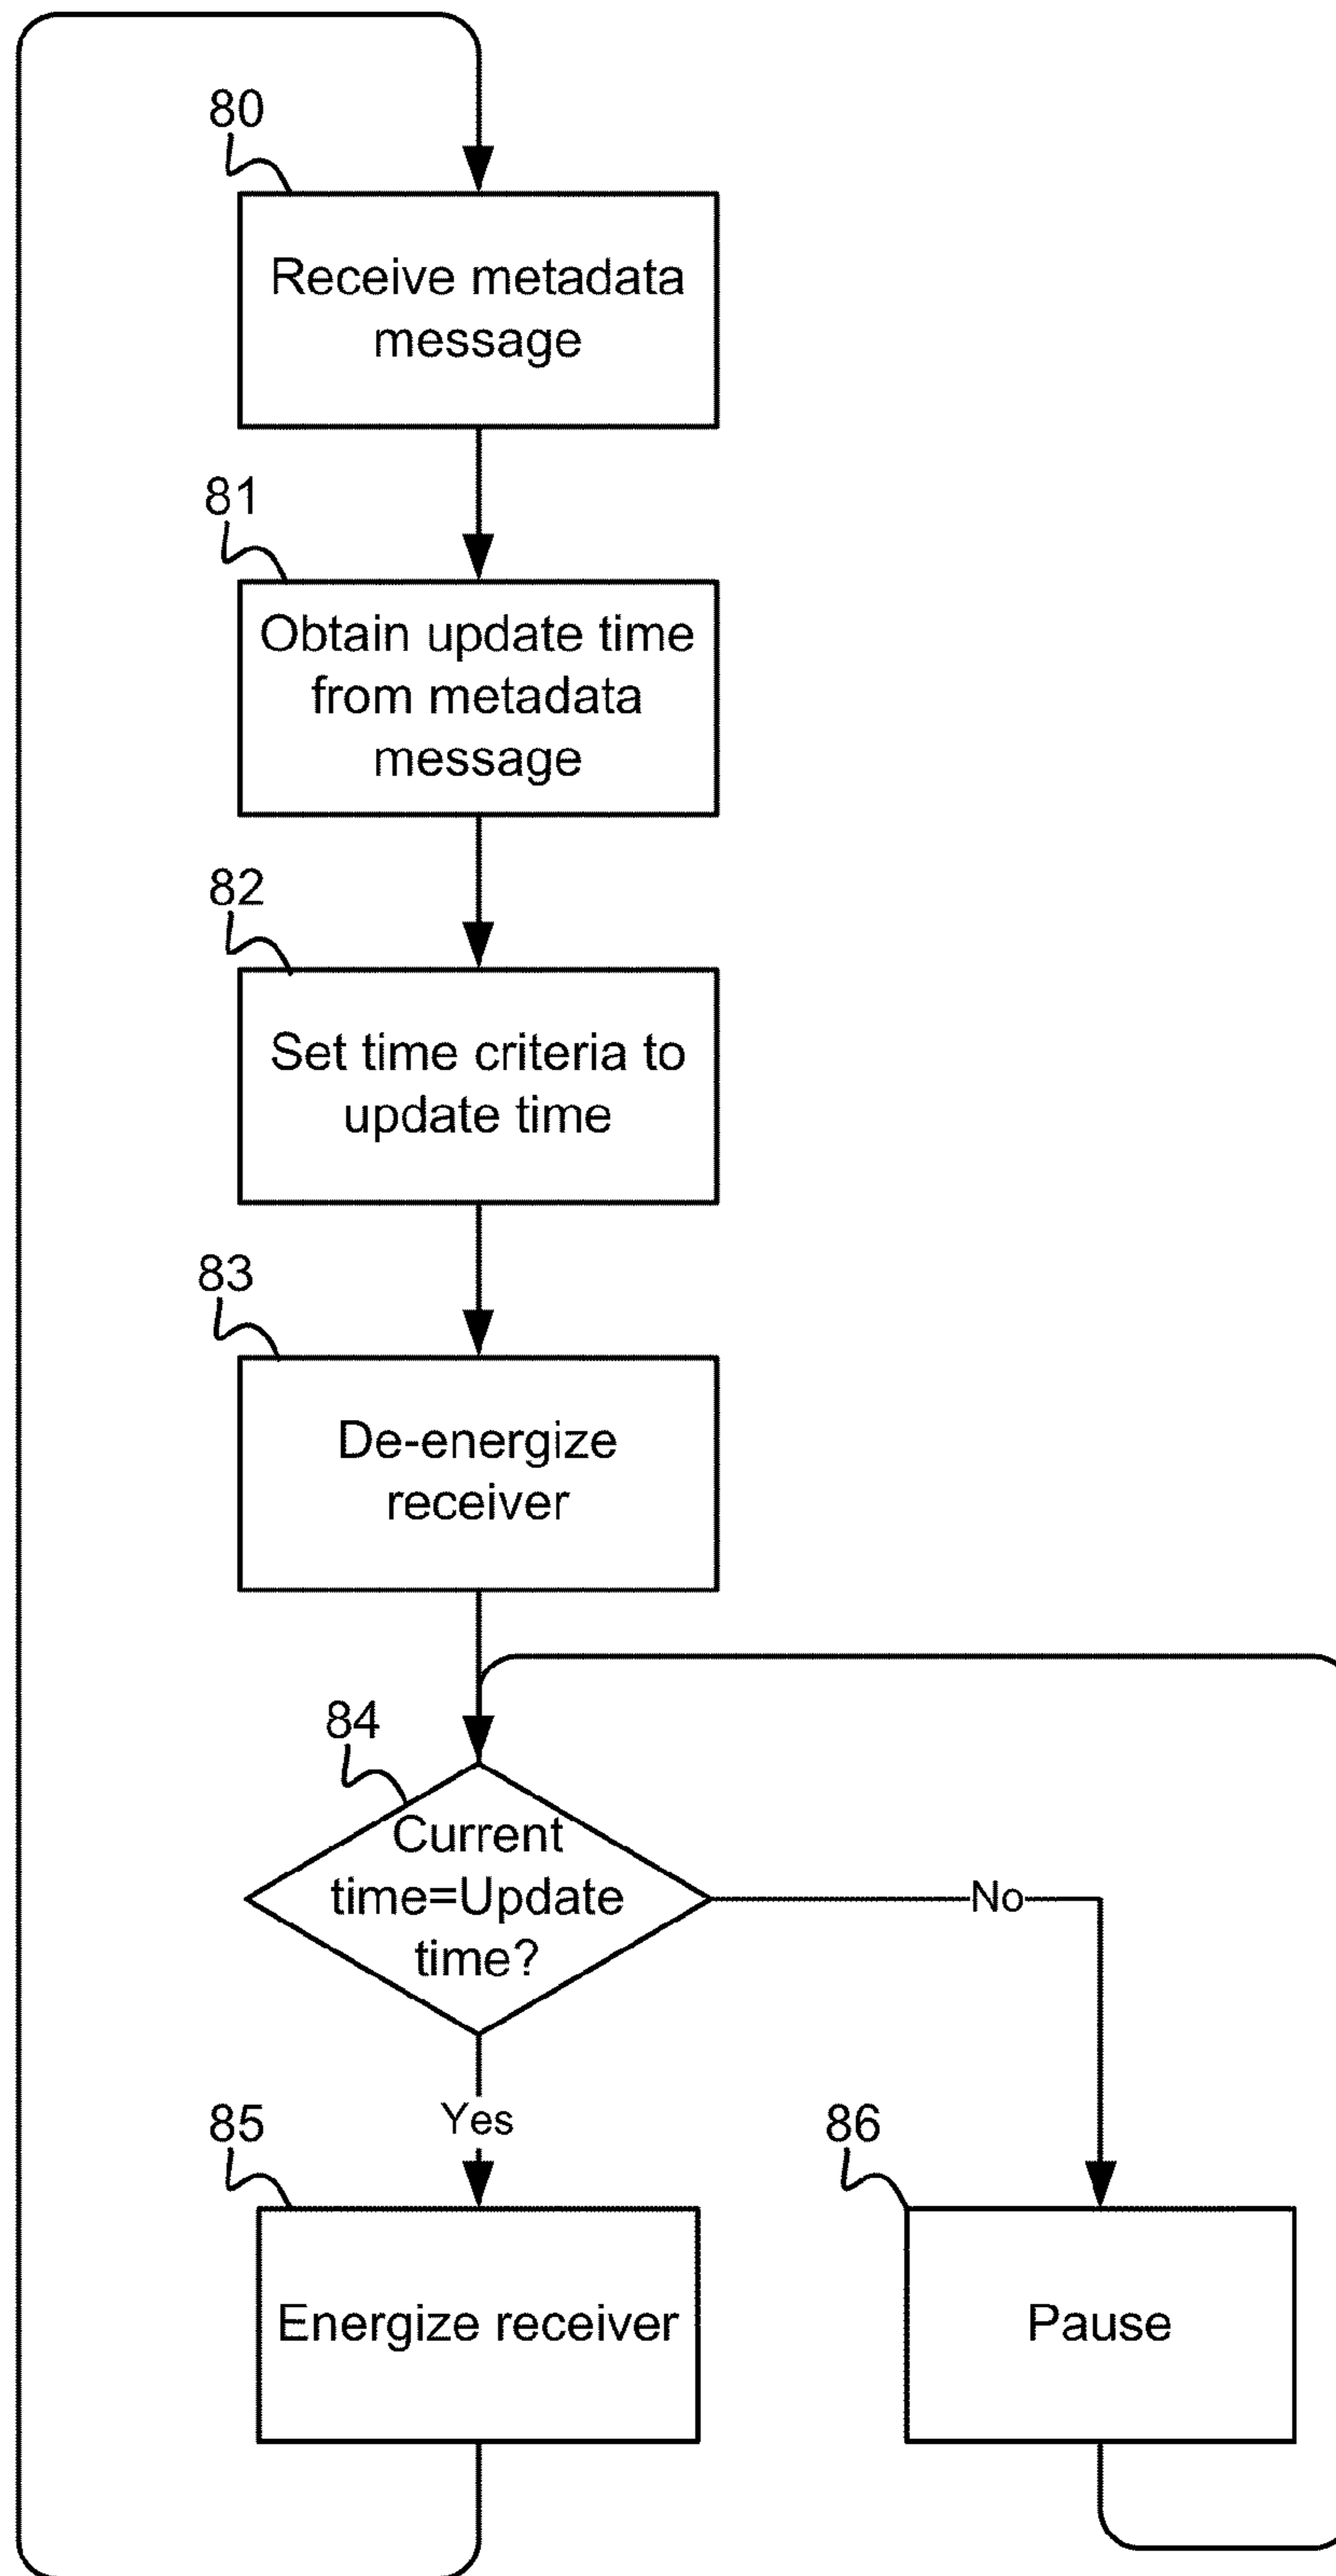 80
Receive metadata
message
81
Obtain update time
from metadata
message
82
Set time criteria to
update time
83
De-energize
receiver
84
Current
time=Update
time?
No
Yes
85
Energize receiver
86
Pause